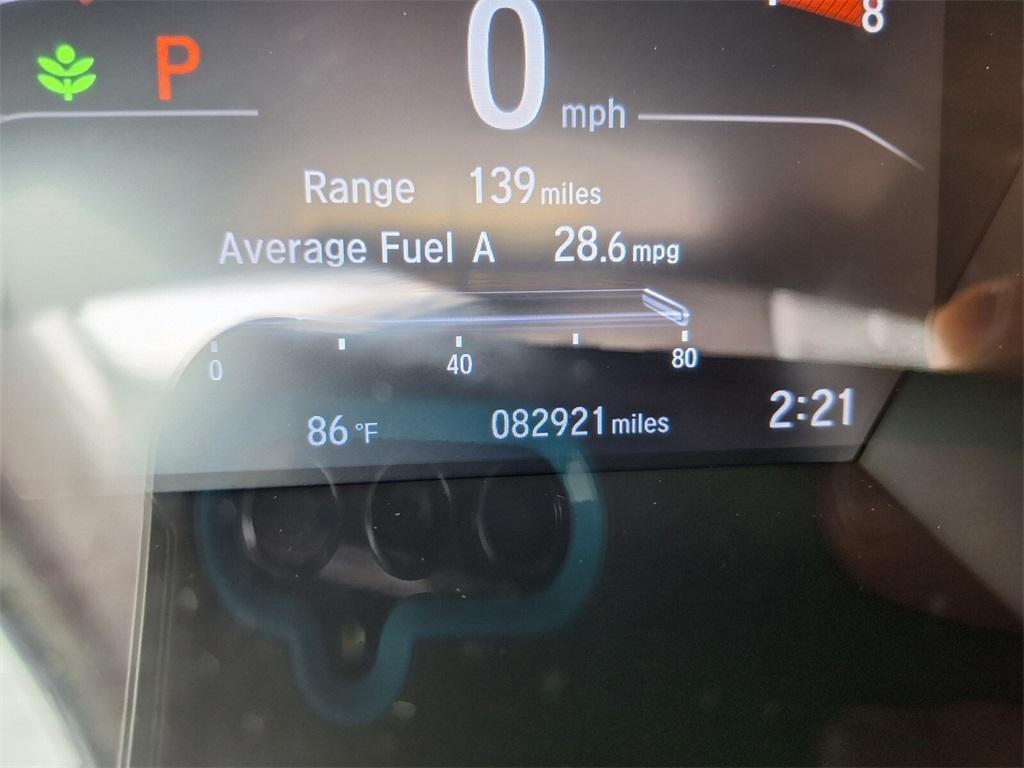 8
P
0 mph
Range 139 miles
Average Fuel A 28.6 mpg
0 40 80
86 °F 082921 miles 2:21